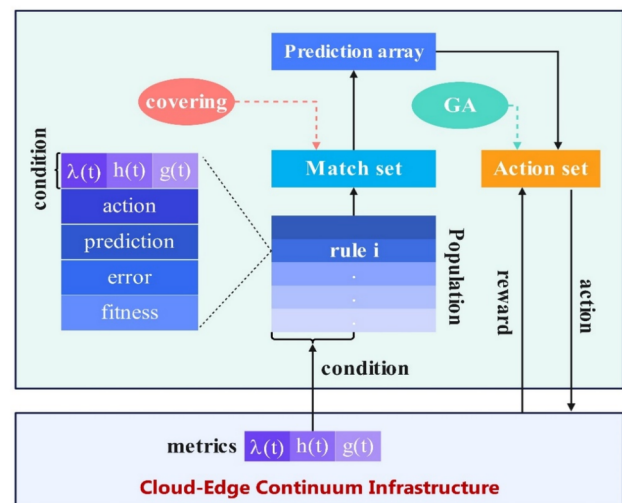 Prediction array
covering
GA
condition
λ(t) h(t) g(t)
Match set
Action set
action
prediction
error
fitness
rule i
.
.
.
Population
reward
action
condition
metrics λ(t) h(t) g(t)
Cloud-Edge Continuum Infrastructure